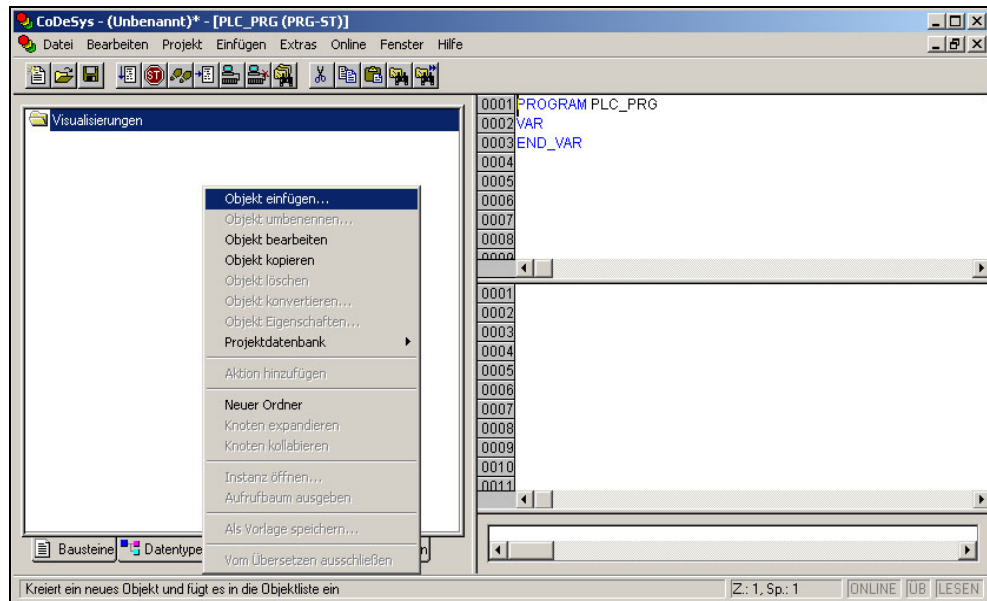 CoDeSys - (Unbenannt)* - [PLC_PRG (PRG-ST)]
Datei Bearbeiten Projekt Einfügen Extras Online Fenster Hilfe
Visualisierungen
Objekt einfügen...
Objekt umbenennen...
Objekt bearbeiten
Objekt kopieren
Objekt löschen
Objekt konvertieren...
Objekt Eigenschaften...
Projektdatenbank
Aktion hinzufügen
Neuer Ordner
Knoten expandieren
Knoten kollabieren
Instanz öffnen...
Aufrufbaum ausgeben
Als Vorlage speichern...
Vom Übersetzen ausschließen
Bausteine Datentype
0001 PROGRAM PLC_PRG
0002 VAR
0003 END_VAR
0004
0005
0006
0007
0008
0009
0001
0002
0003
0004
0005
0006
0007
0008
0009
0010
0011
Kreiert ein neues Objekt und fügt es in die Objektliste ein Z.: 1, Sp.: 1 ONLINE ÜB LESEN